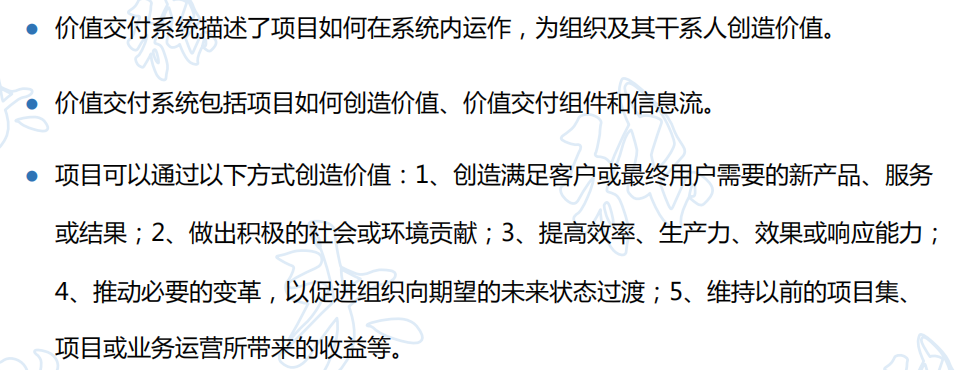 ● 价值交付系统描述了项目如何在系统内运作，为组织及其干系人创造价值。
● 价值交付系统包括项目如何创造价值、价值交付组件和信息流。
● 项目可以通过以下方式创造价值：1、创造满足客户或最终用户需要的新产品、服务
或结果；2、做出积极的社会或环境贡献；3、提高效率、生产力、效果或响应能力；
4、推动必要的变革，以促进组织向期望的未来状态过渡；5、维持以前的项目集、
项目或业务运营所带来的收益等。